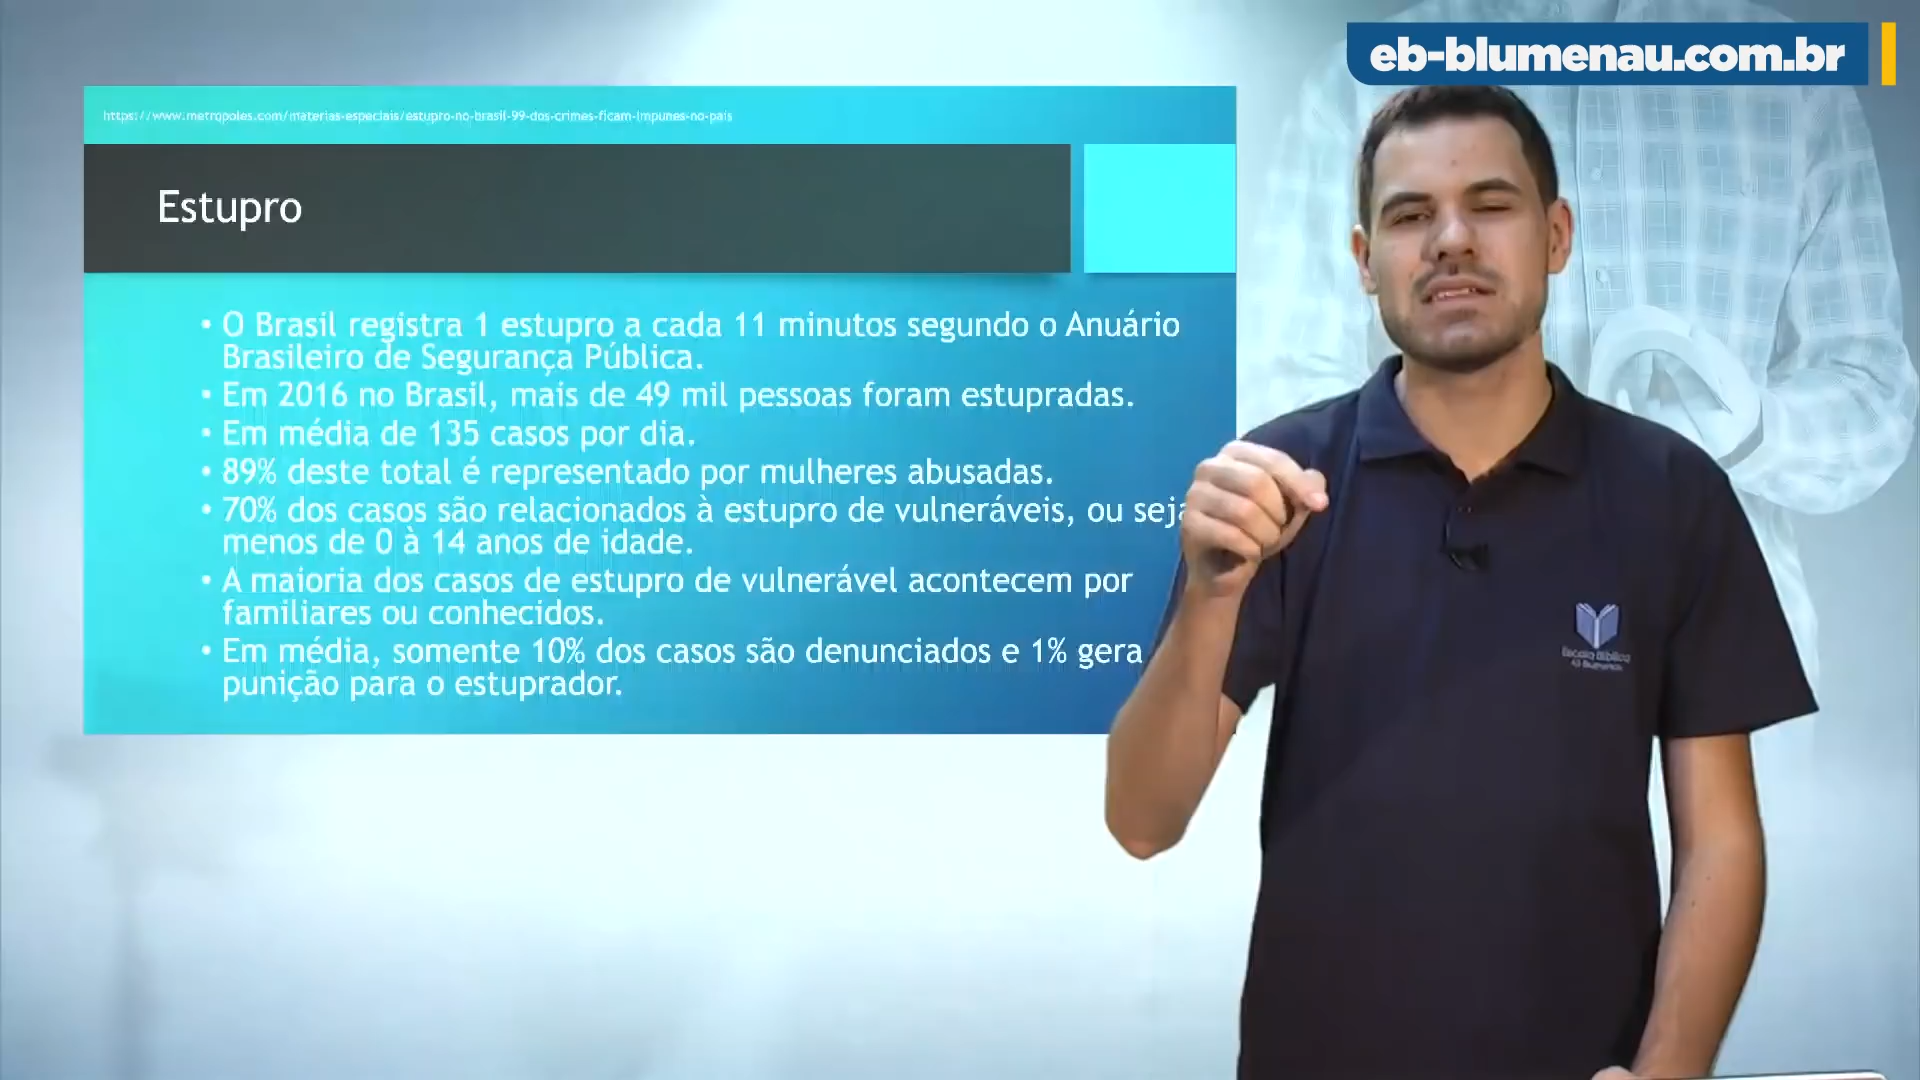 eb-blumenau.com.br
https://www.metropoles.com/materias-especiais/estupro-no-brasil-99-dos-crimes-ficam-impunes-no-pais
Estupro
• O Brasil registra 1 estupro a cada 11 minutos segundo o Anuário
Brasileiro de Segurança Pública.
• Em 2016 no Brasil, mais de 49 mil pessoas foram estupradas.
• Em média de 135 casos por dia.
• 89% deste total é representado por mulheres abusadas.
• 70% dos casos são relacionados à estupro de vulneráveis, ou seja
menos de 0 à 14 anos de idade.
• A maioria dos casos de estupro de vulnerável acontecem por
familiares ou conhecidos.
• Em média, somente 10% dos casos são denunciados e 1% gera
punição para o estuprador.
Escola Bíblica